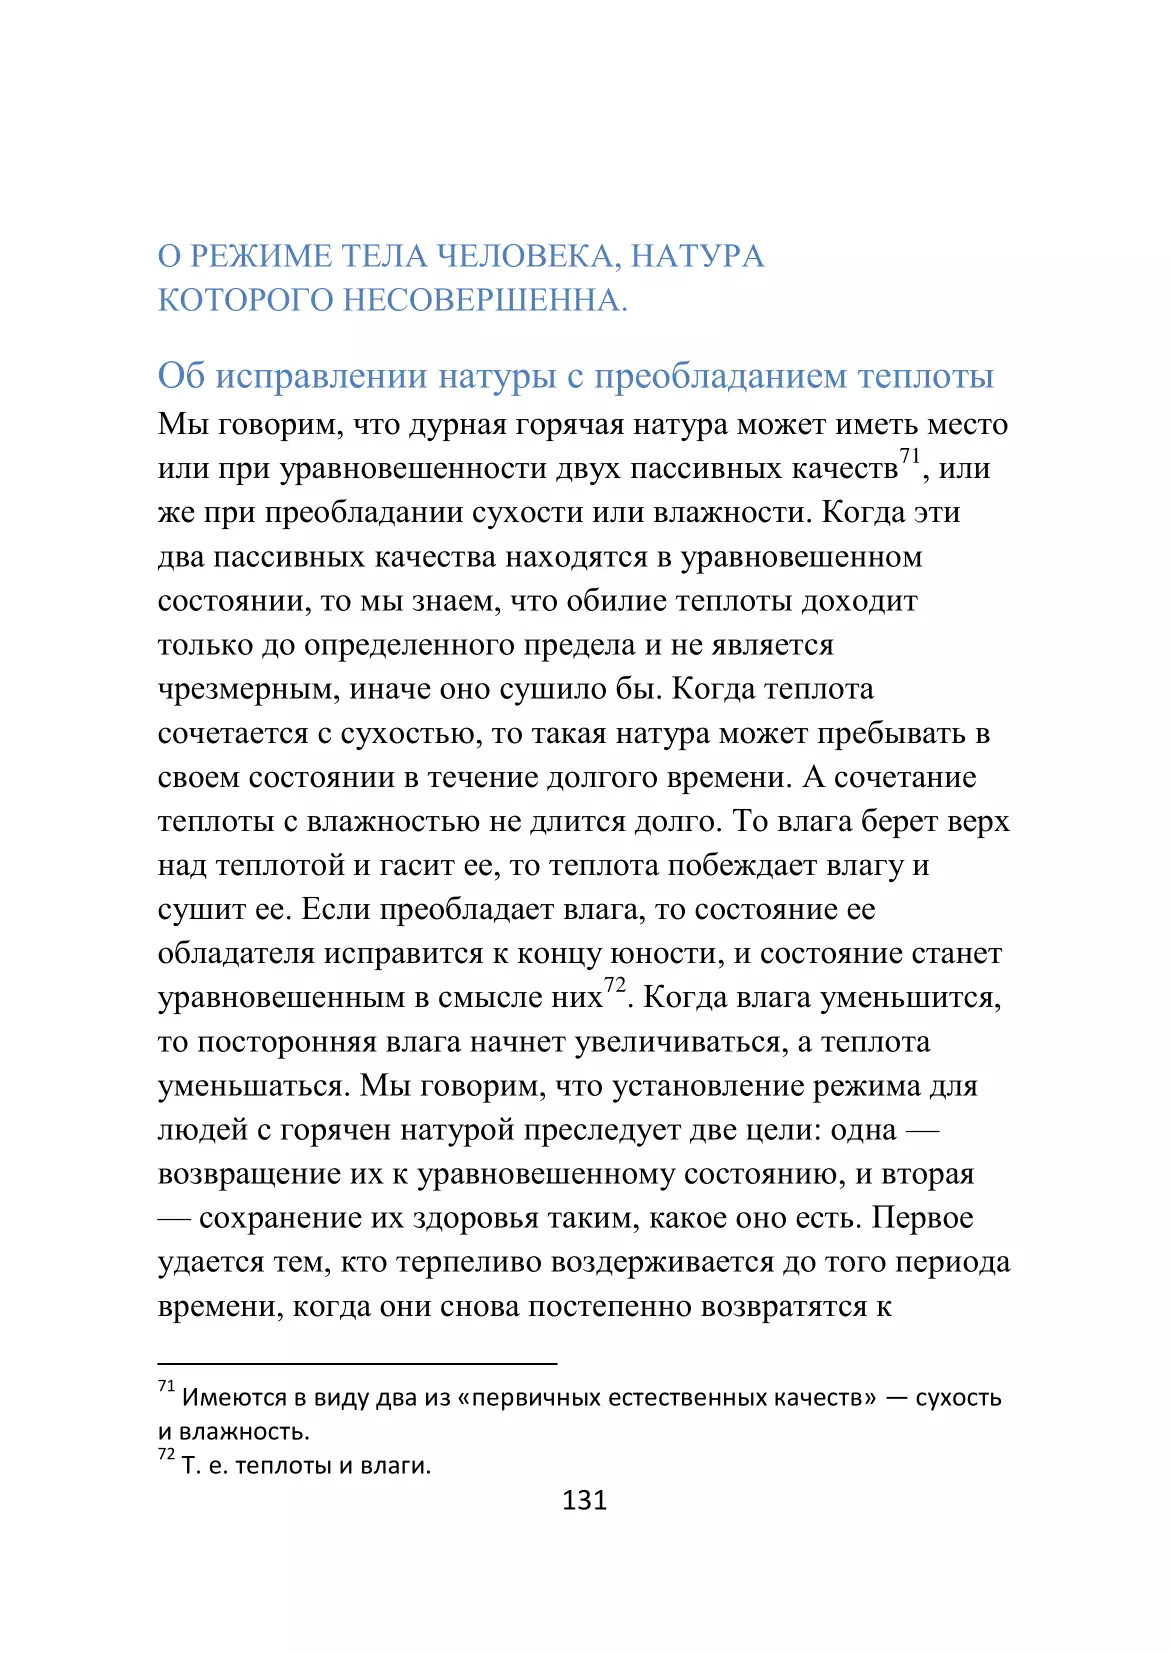 О РЕЖИМЕ ТЕЛА ЧЕЛОВЕКА, НАТУРА
КОТОРОГО НЕСОВЕРШЕННА.
Об исправлении натуры с преобладанием теплоты
Мы говорим, что дурная горячая натура может иметь место
или при уравновешенности двух пассивных качеств71, или
же при преобладании сухости или влажности. Когда эти
два пассивных качества находятся в уравновешенном
состоянии, то мы знаем, что обилие теплоты доходит
только до определенного предела и не является
чрезмерным, иначе оно сушило бы. Когда теплота
сочетается с сухостью, то такая натура может пребывать в
своем состоянии в течение долгого времени. А сочетание
теплоты с влажностью не длится долго. То влага берет верх
над теплотой и гасит ее, то теплота побеждает влагу и
сушит ее. Если преобладает влага, то состояние ее
обладателя исправится к концу юности, и состояние станет
уравновешенным в смысле них72. Когда влага уменьшится,
то посторонняя влага начнет увеличиваться, а теплота
уменьшаться. Мы говорим, что установление режима для
людей с горячен натурой преследует две цели: одна —
возвращение их к уравновешенному состоянию, и вторая
— сохранение их здоровья таким, какое оно есть. Первое
удается тем, кто терпеливо воздерживается до того периода
времени, когда они снова постепенно возвратятся к
71 Имеются в виду два из «первичных естественных качеств» — сухость
и влажность.
72 Т. е. теплоты и влаги.
131